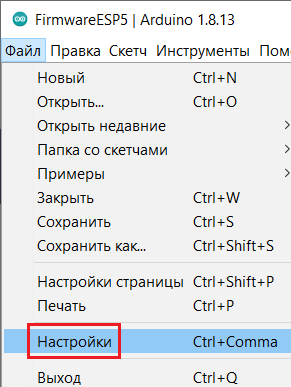 FirmwareESP5 | Arduino 1.8.13
Файл Правка Скетч Инструменты
Новый Ctrl+N
Открыть... Ctrl+O
Открыть недавние
Папка со скетчами
Примеры
Закрыть Ctrl+W
Сохранить Ctrl+S
Сохранить как... Ctrl+Shift+S
Настройки страницы Ctrl+Shift+P
Печать Ctrl+P
Настройки Ctrl+Comma
Выход Ctrl+Q